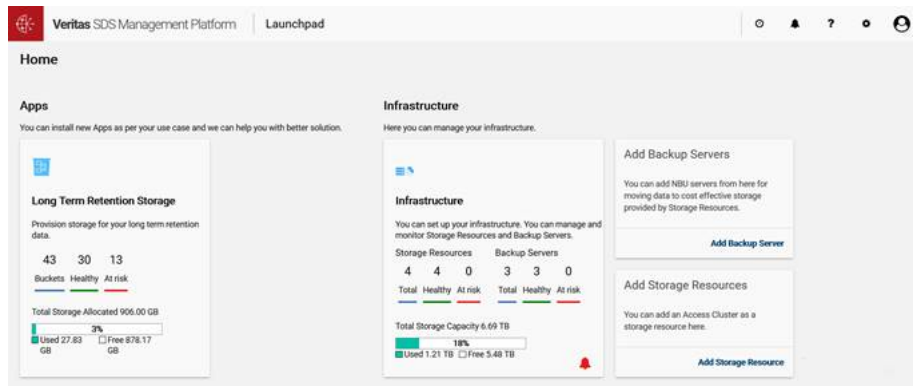 Veritas SDS Management Platform
Launchpad
?
Home
Apps
You can install new Apps as per your use case and we can help you with better solution.
Long Term Retention Storage
Provision storage for your long term retention
data.
43 30 13
Buckets Healthy At risk
Total Storage Allocated 906.00 GB
3%
Used 27.83 GB
Free 878.17 GB
Infrastructure
Here you can manage your infrastructure.
Infrastructure
You can set up your infrastructure. You can manage and
monitor Storage Resources and Backup Servers.
Storage Resources Backup Servers
4 4 0 3 3 0
Total Healthy At risk Total Healthy At risk
Total Storage Capacity 6.69 TB
18%
Used 1.21 TB Free 5.48 TB
Add Backup Servers
You can add NBU servers from here for
moving data to cost effective storage
provided by Storage Resources.
Add Backup Server
Add Storage Resources
You can add an Access Cluster as a
storage resource here.
Add Storage Resource